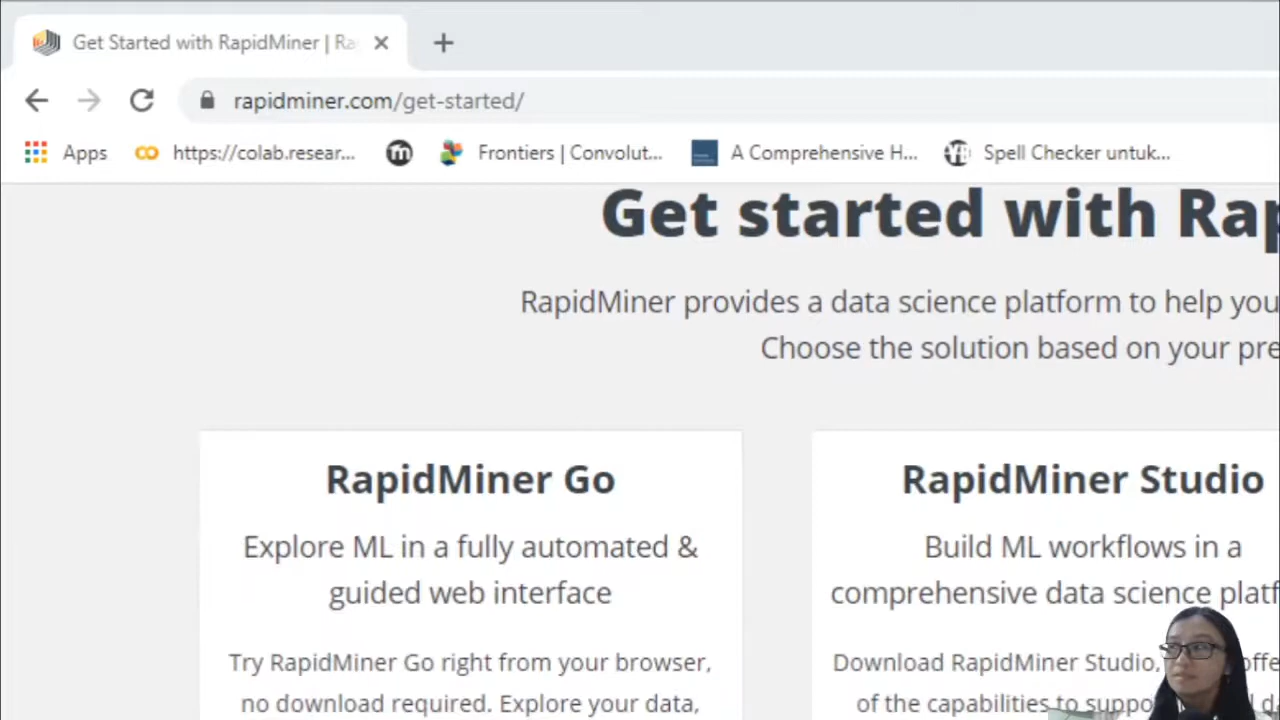 Get Started with RapidMiner | Ra
rapidminer.com/get-started/
Apps
https://colab.resear...
m
Frontiers | Convolut...
A Comprehensive H...
Spell Checker untuk...
Get started with Rap
RapidMiner provides a data science platform to help you
Choose the solution based on your pre
RapidMiner Go
Explore ML in a fully automated &
guided web interface
Try RapidMiner Go right from your browser,
no download required. Explore your data,
RapidMiner Studio
Build ML workflows in a
comprehensive data science platf
Download RapidMiner Studio,
of the capabilities to suppo